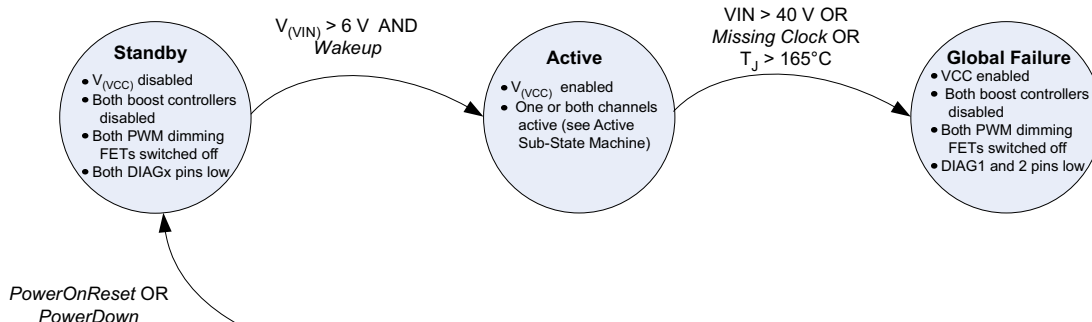 Standby
• V(VCC) disabled
• Both boost controllers
disabled
• Both PWM dimming
FETs switched off
• Both DIAGx pins low
V(VIN) > 6 V AND
Wakeup
Active
• V(VCC) enabled
• One or both channels
active (see Active
Sub-State Machine)
VIN > 40 V OR
Missing Clock OR
TJ > 165°C
Global Failure
• VCC enabled
• Both boost controllers
disabled
• Both PWM dimming
FETs switched off
• DIAG1 and 2 pins low
PowerOnReset OR
PowerDown